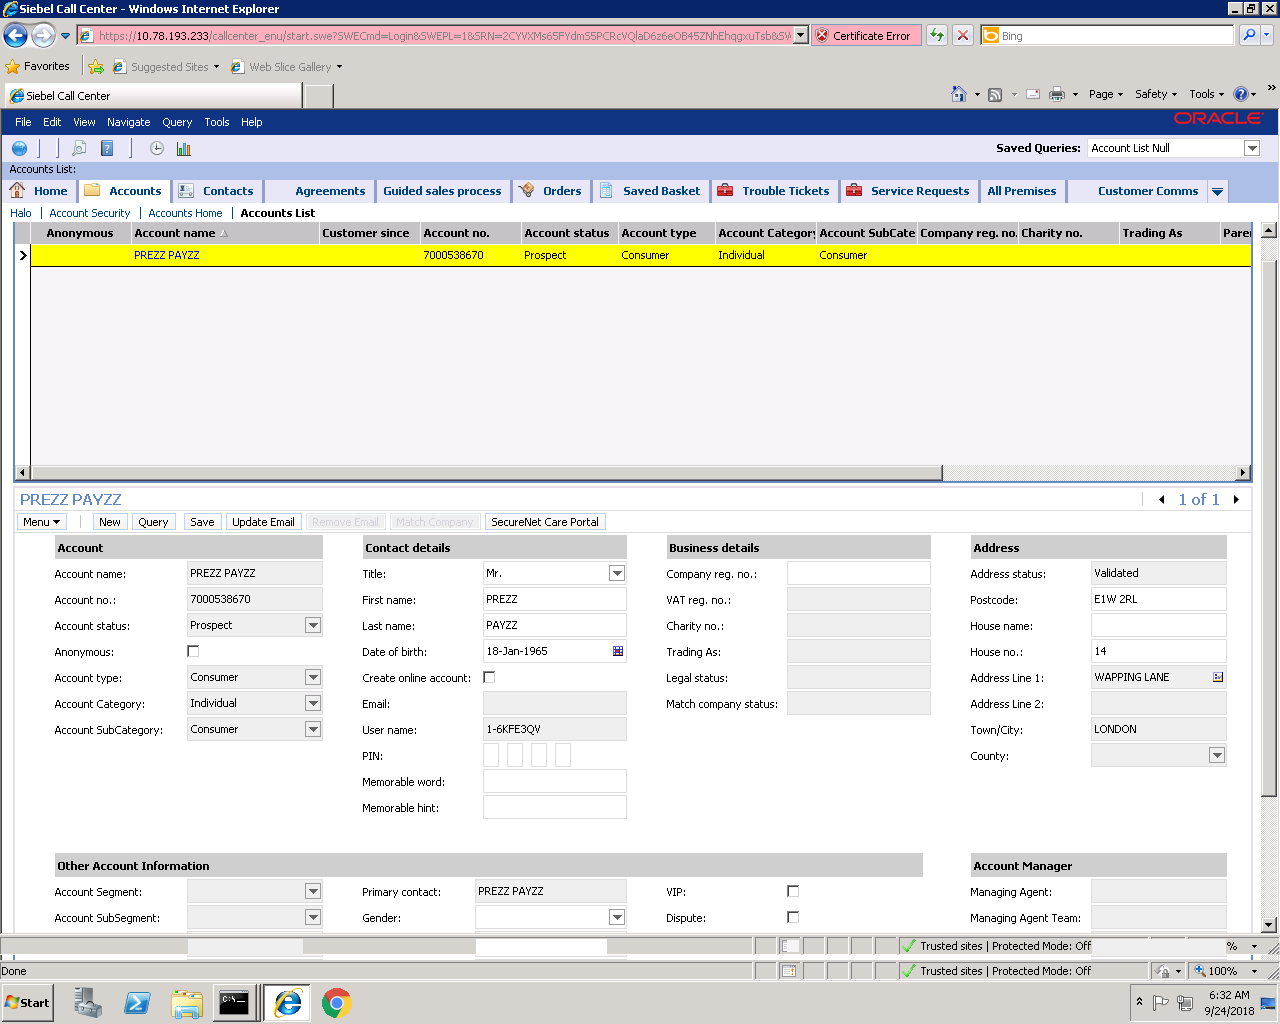 Siebel Call Center - Windows Internet Explorer
https://10.78.193.233/callcenter_enu/start.swe?SWECmd=Login&SWEPL=1&SRN=
Certificate Error
Bing
Favorites
Suggested Sites
Web Slice Gallery
Siebel Call Center
Page
Safety
Tools
»
File Edit View Navigate Query Tools Help
ORACLE
Saved Queries:
Account List Null
Accounts List:
Home
Accounts
Contacts
Agreements
Guided sales process
Orders
Saved Basket
Trouble Tickets
Service Requests
All Premises
Customer Comms
Halo | Account Security | Accounts Home | Accounts List
Anonymous Account name Customer since Account no. Account status Account type Account Category Account SubCate Company reg. no. Charity no. Trading As Parer
PREZZ PAYZZ 7000538670 Prospect Consumer Individual Consumer
PREZZ PAYZZ
1 of 1
Menu New Query Save Update Email Remove Email Match Company SecureNet Care Portal
Account
Account name: PREZZ PAYZZ
Account no.: 7000538670
Account status: Prospect
Anonymous:
Account type: Consumer
Account Category: Individual
Account SubCategory: Consumer
Contact details
Title: Mr.
First name: PREZZ
Last name: PAYZZ
Date of birth: 18-Jan-1965
Create online account:
Email:
User name: 1-6KFE3QV
PIN:
Memorable word:
Memorable hint:
Business details
Company reg. no.:
VAT reg. no.:
Charity no.:
Trading As:
Legal status:
Match company status:
Address
Address status: Validated
Postcode: E1W 2RL
House name:
House no.: 14
Address Line 1: WAPPING LANE
Address Line 2:
Town/City: LONDON
County:
Other Account Information
Account Segment:
Account SubSegment:
Primary contact: PREZZ PAYZZ
Gender:
VIP:
Dispute:
Account Manager
Managing Agent:
Managing Agent Team:
Trusted sites | Protected Mode: Off
%
Done
Trusted sites | Protected Mode: Off
100%
Start
C:\.
6:32 AM
9/24/2018